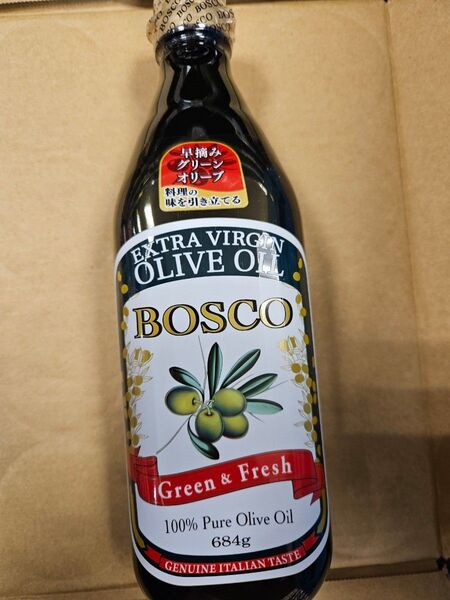 BOSCO
早摘み
グリーン
オリーブ
料理の
味を引き立てる
EXTRA VIRGIN
OLIVE OIL
BOSCO
Green & Fresh
100% Pure Olive Oil
684g
GENUINE ITALIAN TASTE